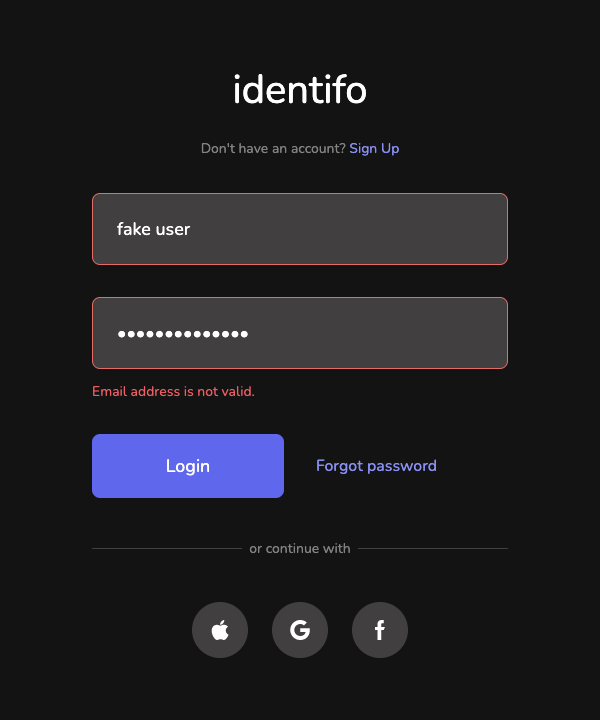 identifo
Don't have an account? Sign Up
fake user
••••••••••••••
Email address is not valid.
Login
Forgot password
or continue with